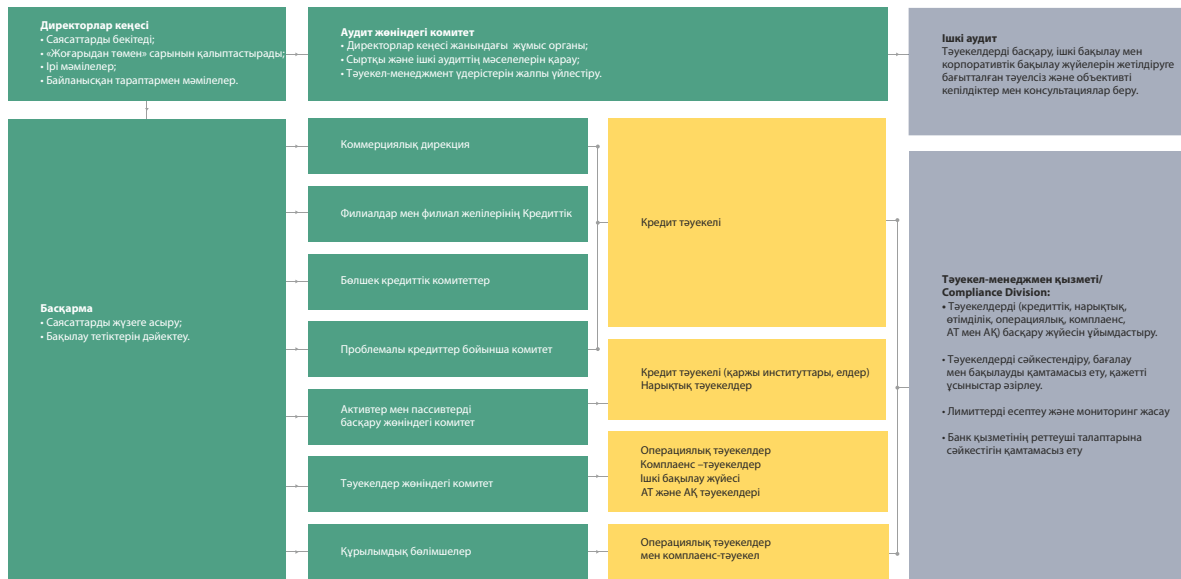 Директорлар кеңесі
• Саясаттарды бекітеді;
• «Жоғарыдан төмен» сарынын қалыптастырады;
• Ірі мәмілелер;
• Байланысқан тараптармен мәмілелер.
Аудит жөніндегі комитет
• Директорлар кеңесі жанындағы жұмыс органы;
• Сыртқы және ішкі аудиттің мәселелерін қарау;
• Тәуекел-менеджмент үдерістерін жалпы үйлестіру.
Ішкі аудит
Тәуекелдерді басқару, ішкі бақылау мен
корпоративтік бақылау жүйелерін жетілдіруге
бағытталған тәуелсіз және объективті
кепілдіктер мен консультациялар беру.
Басқарма
• Саясаттарды жүзеге асыру;
• Бақылау тетіктерін дәйектеу.
Коммерциялық дирекция
Филиалдар мен филиал желілерінің Кредиттік
Бөлшек кредиттік комитеттер
Проблемалы кредиттер бойынша комитет
Активтер мен пассивтерді
басқару жөніндегі комитет
Тәуекелдер жөніндегі комитет
Құрылымдық бөлімшелер
Кредит тәуекелі
Кредит тәуекелі (қаржы институттары, елдер)
Нарықтық тәуекелдер
Операциялық тәуекелдер
Комплаенс –тәуекелдер
Ішкі бақылау жүйесі
АТ және АҚ тәуекелдері
Операциялық тәуекелдер
мен комплаенс-тәуекел
Тәуекел-менеджмен қызметі/
Compliance Division:
• Тәуекелдерді (кредиттік, нарықтық,
өтімділік, операциялық, комплаенс,
АТ мен АҚ) басқару жүйесін ұйымдастыру.
• Тәуекелдерді сәйкестендіру, бағалау
мен бақылауды қамтамасыз ету, қажетті
ұсыныстар әзірлеу.
• Лимиттерді есептеу және мониторинг жасау
• Банк қызметінің реттеуші талаптарына
сәйкестігін қамтамасыз ету